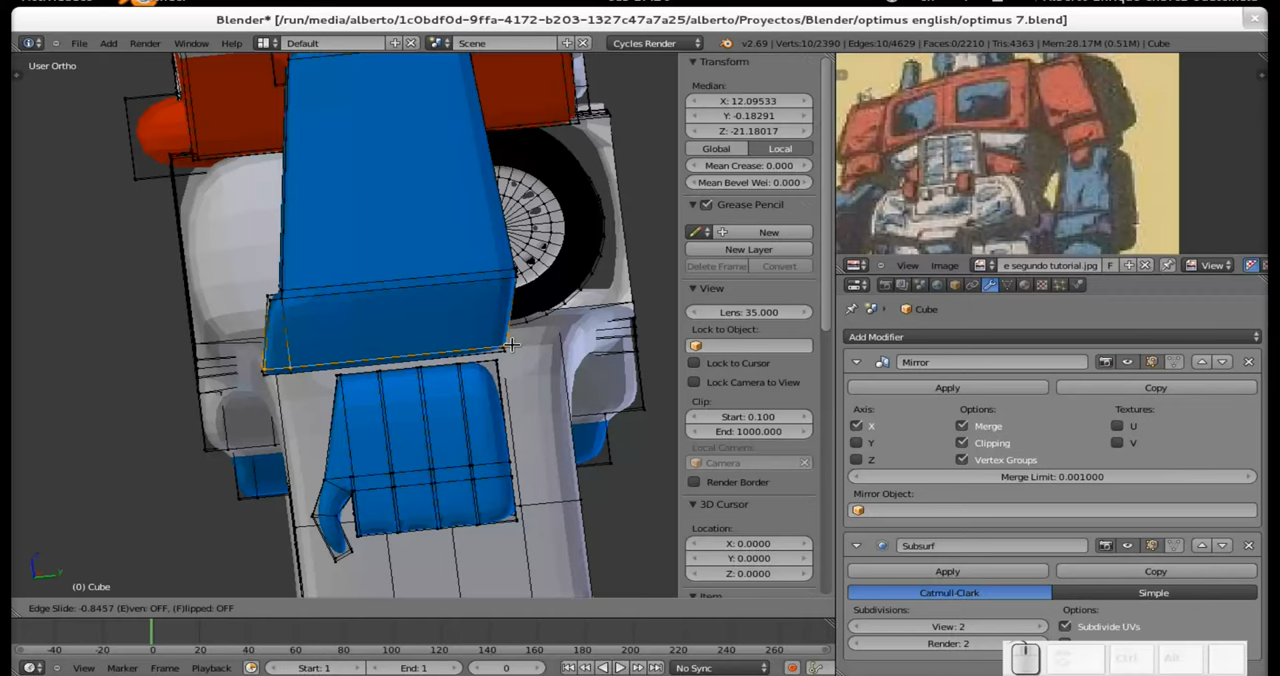 Blender* [/run/media/alberto/1c0bdf0d-9ffa-4172-b203-1327c47a7a25/alberto/Proyectos/Blender/optimus english/optimus 7.blend]
File Add Render Window Help Default Scene Cycles Render v2.69 | Verts:10/2390 | Edges:10/4629 | Faces:0/2210 | Tris:4363 | Mem:28.17M (0.51M) | Cube
User Ortho
Transform
Median:
X: 12.09533
Y: -0.18291
Z: -21.18017
Global Local
Mean Crease: 0.000
Mean Bevel Wei: 0.000
Grease Pencil
New
New Layer
Delete Frame Convert
View
Lens: 35.000
Lock to Object:
Lock to Cursor
Lock Camera to View
Clip:
Start: 0.100
End: 1000.000
Local Camera:
Camera
Render Border
3D Cursor
Location:
X: 0.0000
Y: 0.0000
Z: 0.0000
Item
(0) Cube
Edge Slide: -0.8457 (E)ven: OFF, (F)lipped: OFF
-40 -20 0 20 40 60 80 100 120 140 160 180 200 220 240 260
View Marker Frame Playback Start: 1 End: 1 0 No Sync
View Image e segundo tutorial.jpg F View
Cube
Add Modifier
Mirror
Apply Copy
Axis: Options: Textures:
X Merge U
Y Clipping V
Z Vertex Groups
Merge Limit: 0.001000
Mirror Object:
Subsurf
Apply Copy
Catmull-Clark Simple
Subdivisions: Options:
View: 2 Subdivide UVs
Render: 2
Ctrl Alt